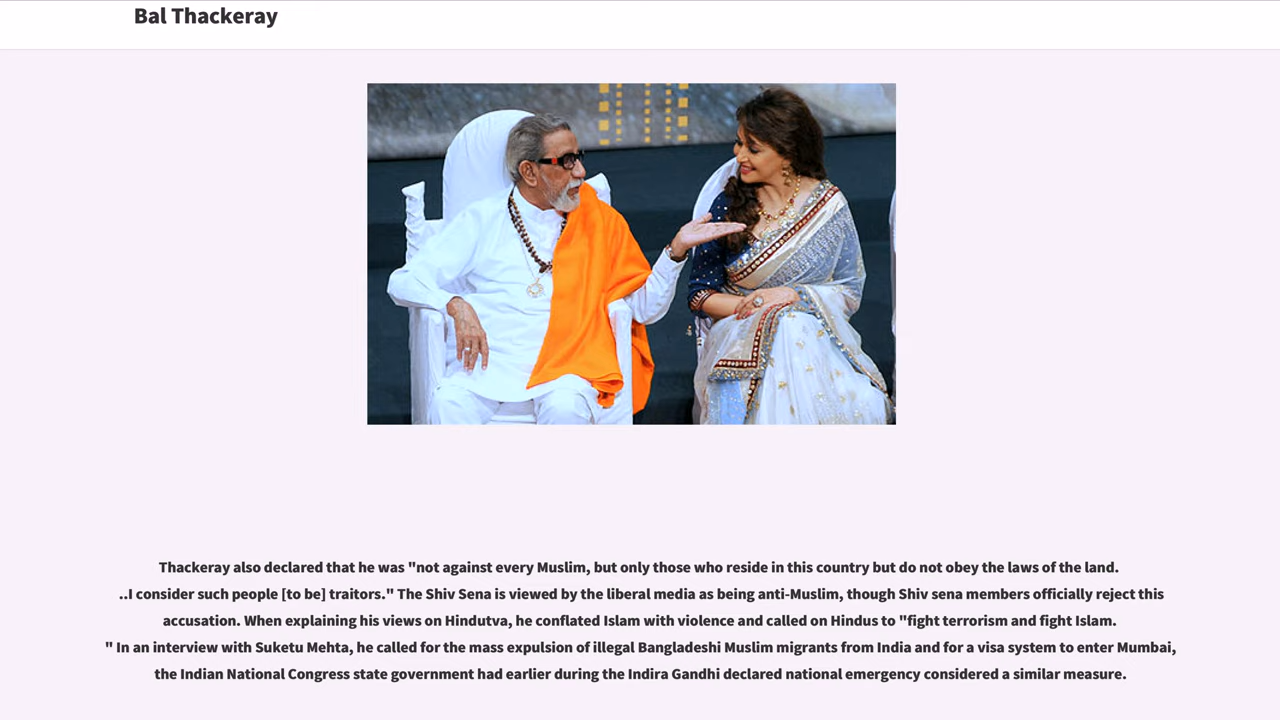 Bal Thackeray
Thackeray also declared that he was "not against every Muslim, but only those who reside in this country but do not obey the laws of the land.
..I consider such people [to be] traitors." The Shiv Sena is viewed by the liberal media as being anti-Muslim, though Shiv sena members officially reject this
accusation. When explaining his views on Hindutva, he conflated Islam with violence and called on Hindus to "fight terrorism and fight Islam.
" In an interview with Suketu Mehta, he called for the mass expulsion of illegal Bangladeshi Muslim migrants from India and for a visa system to enter Mumbai,
the Indian National Congress state government had earlier during the Indira Gandhi declared national emergency considered a similar measure.